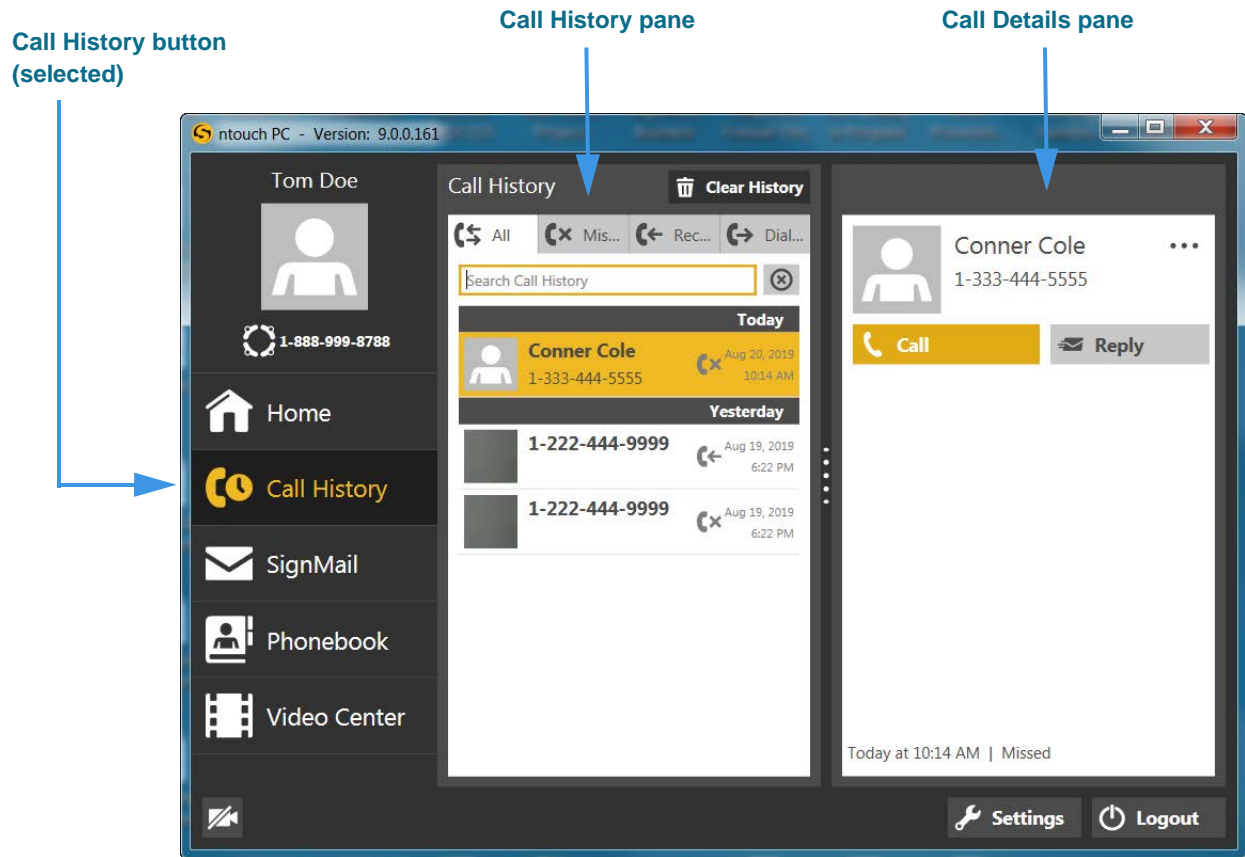 Call History pane
Call Details pane
Call History button
(selected)
ntouch PC - Version: 9.0.0.161
Tom Doe
1-888-999-8788
Home
Call History
SignMail
Phonebook
Video Center
Call History
Clear History
All
Mis...
Rec...
Dial...
Search Call History
Today
Conner Cole
1-333-444-5555
Aug 20, 2019
10:14 AM
Yesterday
1-222-444-9999
Aug 19, 2019
6:22 PM
1-222-444-9999
Aug 19, 2019
6:22 PM
Conner Cole
1-333-444-5555
Call
Reply
Today at 10:14 AM | Missed
Settings
Logout